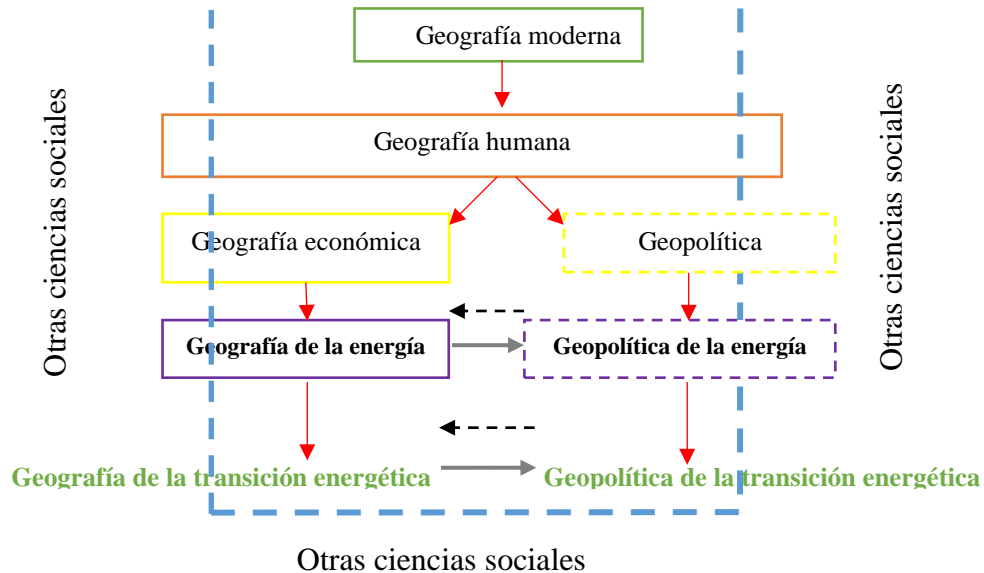 Geografía moderna
Otras ciencias sociales
Geografía humana
Otras ciencias sociales
Geografía económica
Geopolítica
Geografía de la energía
Geopolítica de la energía
Geografía de la transición energética
Geopolítica de la transición energética
Otras ciencias sociales